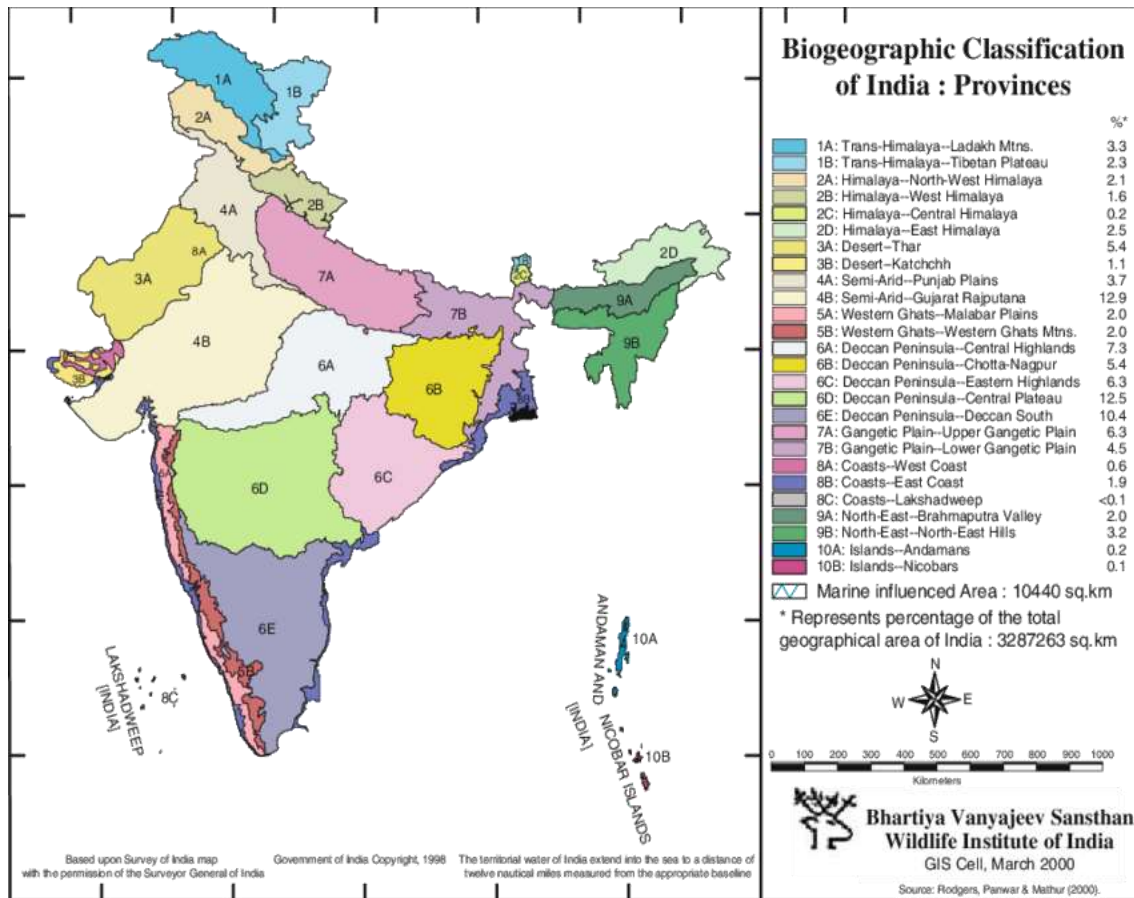 Biogeographic Classification
of India : Provinces
%*
1A: Trans-Himalaya--Ladakh Mtns. 3.3
1B: Trans-Himalaya--Tibetan Plateau 2.3
2A: Himalaya--North-West Himalaya 2.1
2B: Himalaya--West Himalaya 1.6
2C: Himalaya--Central Himalaya 0.2
2D: Himalaya--East Himalaya 2.5
3A: Desert--Thar 5.4
3B: Desert--Katchchh 1.1
4A: Semi-Arid--Punjab Plains 3.7
4B: Semi-Arid--Gujarat Rajputana 12.9
5A: Western Ghats--Malabar Plains 2.0
5B: Western Ghats--Western Ghats Mtns. 2.0
6A: Deccan Peninsula--Central Highlands 7.3
6B: Deccan Peninsula--Chotta-Nagpur 5.4
6C: Deccan Peninsula--Eastern Highlands 6.3
6D: Deccan Peninsula--Central Plateau 12.5
6E: Deccan Peninsula--Deccan South 10.4
7A: Gangetic Plain--Upper Gangetic Plain 6.3
7B: Gangetic Plain--Lower Gangetic Plain 4.5
8A: Coasts--West Coast 0.6
8B: Coasts--East Coast 1.9
8C: Coasts--Lakshadweep <0.1
9A: North-East--Brahmaputra Valley 2.0
9B: North-East--North-East Hills 3.2
10A: Islands--Andamans 0.2
10B: Islands--Nicobars 0.1
Marine influenced Area : 10440 sq.km
* Represents percentage of the total
geographical area of India : 3287263 sq.km
N
W
E
S
0 100 200 300 400 500 600 700 800 900 1000
Kilometers
Bhartiya Vanyajeev Sansthan
Wildlife Institute of India
GIS Cell, March 2000
Source: Rodgers, Panwar & Mathur (2000).
1A
1B
2A
2B
4A
8A
3A
7A
2C
2D
9A
7B
9B
4B
6A
6B
3B
6D
6C
6E
5B
8C
10A
10B
LAKSHADWEEP
[INDIA]
ANDAMAN AND NICOBAR ISLANDS
[INDIA]
Based upon Survey of India map
with the permission of the Surveyor General of India
Government of India Copyright, 1998
The territorial water of India extend into the sea to a distance of
twelve nautical miles measured from the appropriate baseline